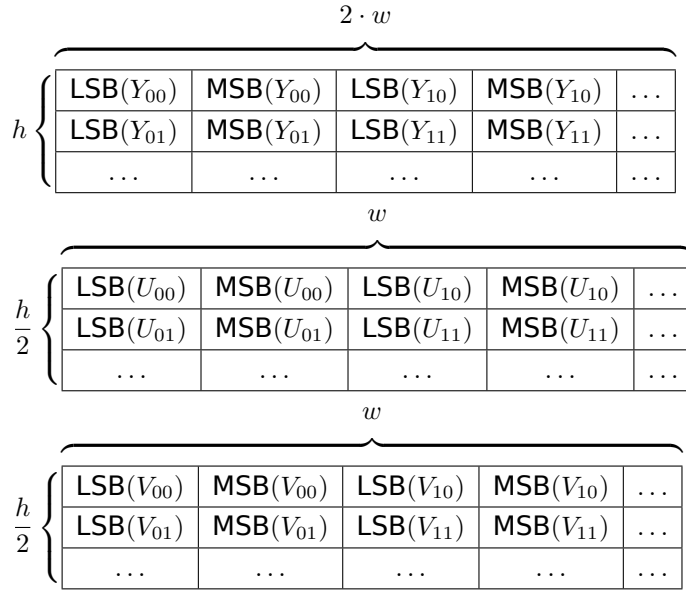 2 · w
h
LSB(Y₀₀) MSB(Y₀₀) LSB(Y₁₀) MSB(Y₁₀) ...
LSB(Y₀₁) MSB(Y₀₁) LSB(Y₁₁) MSB(Y₁₁) ...
... ... ... ... ...
w
h/2
LSB(U₀₀) MSB(U₀₀) LSB(U₁₀) MSB(U₁₀) ...
LSB(U₀₁) MSB(U₀₁) LSB(U₁₁) MSB(U₁₁) ...
... ... ... ... ...
w
h/2
LSB(V₀₀) MSB(V₀₀) LSB(V₁₀) MSB(V₁₀) ...
LSB(V₀₁) MSB(V₀₁) LSB(V₁₁) MSB(V₁₁) ...
... ... ... ... ...